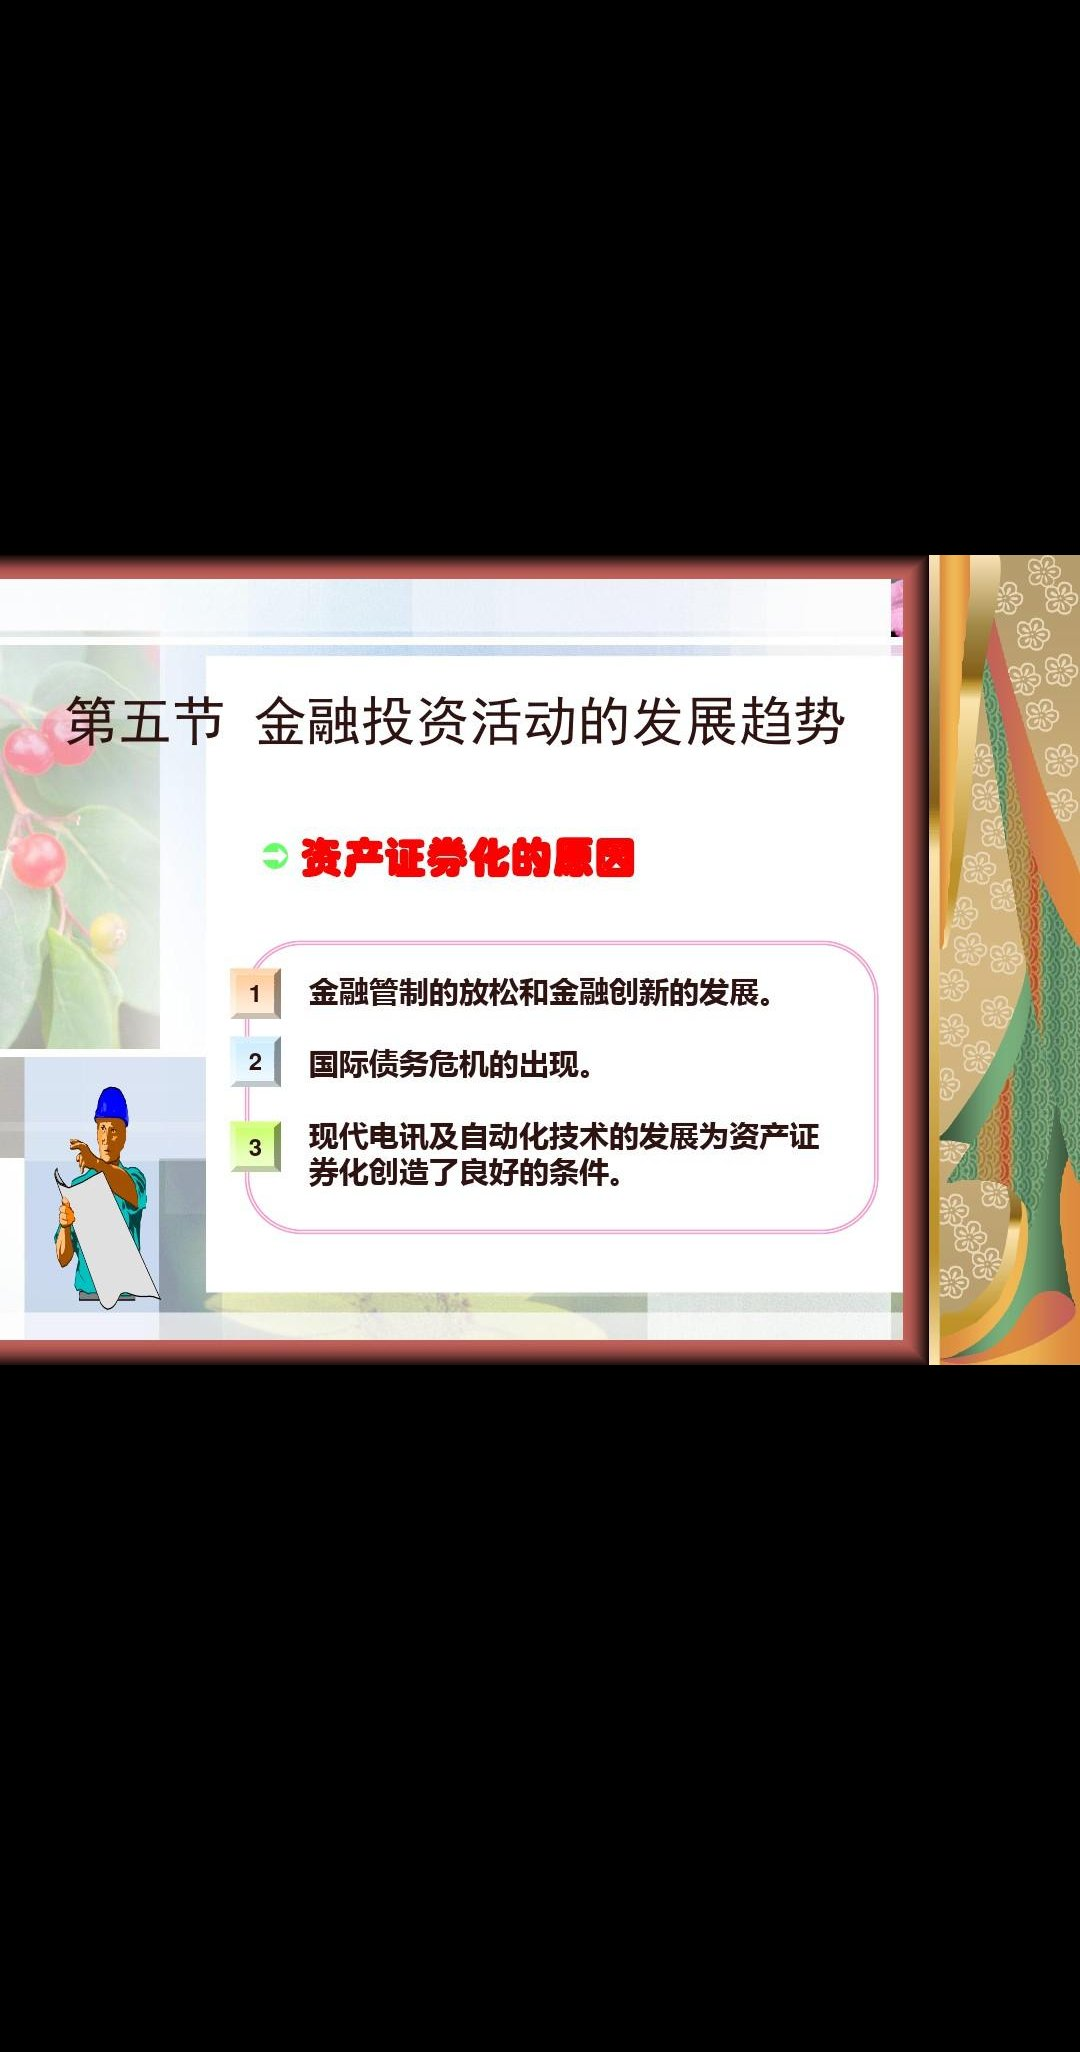 第五节 金融投资活动的发展趋势
资产证券化的原因
1 金融管制的放松和金融创新的发展。
2 国际债务危机的出现。
3 现代电讯及自动化技术的发展为资产证
券化创造了良好的条件。